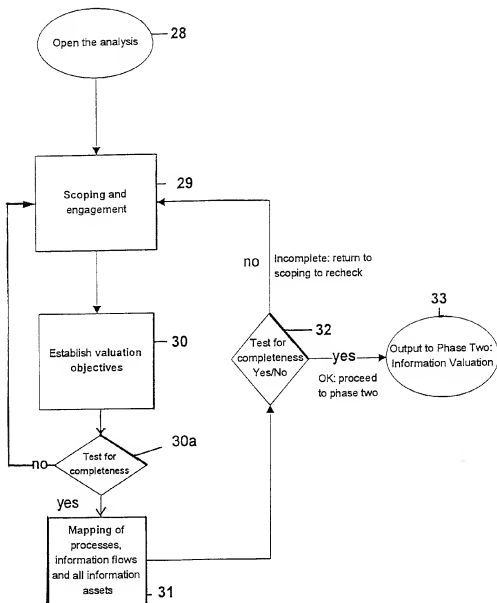 Open the analysis
28
Scoping and
engagement
29
Establish valuation
objectives
30
Test for
completeness
30a
no
yes
Mapping of
processes,
information flows
and all information
assets
31
Test for
completeness
Yes/No
32
no
Incomplete: return to
scoping to recheck
yes
OK: proceed
to phase two
33
Output to Phase Two:
Information Valuation